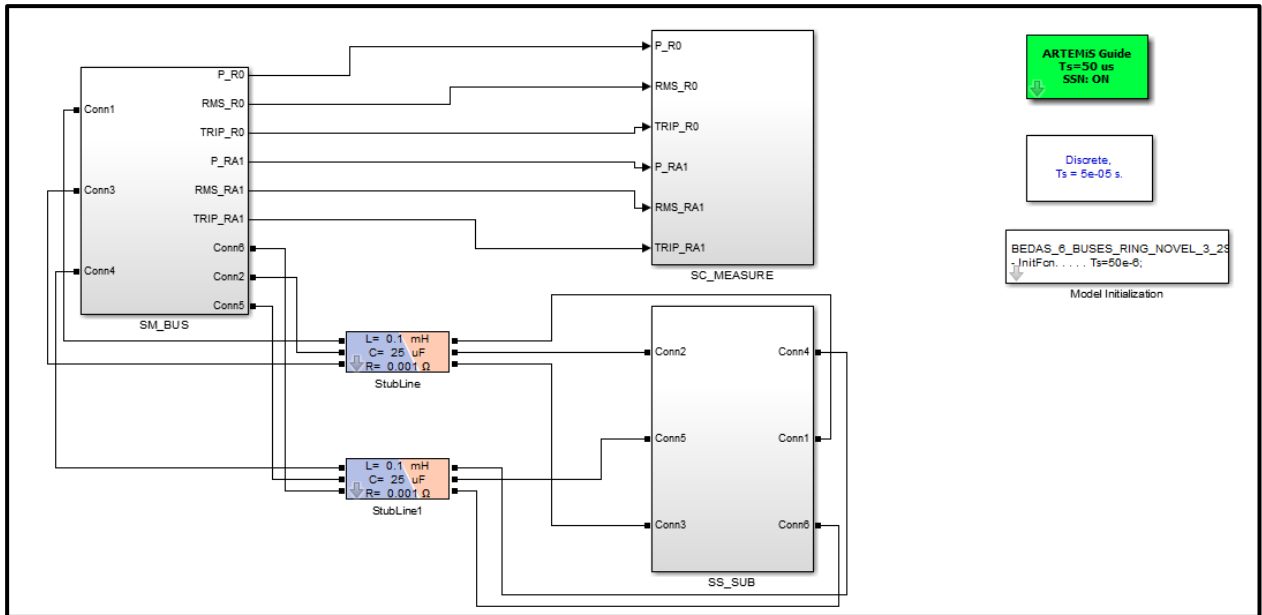 P_R0
RMS_R0
TRIP_R0
P_RA1
RMS_RA1
TRIP_RA1
Conn6
Conn2
Conn5
Conn1
Conn3
Conn4
SM_BUS
P_R0
RMS_R0
TRIP_R0
P_RA1
RMS_RA1
TRIP_RA1
SC_MEASURE
ARTEMiS Guide
Ts=50 us
SSN: ON
Discrete,
Ts = 5e-05 s.
BEDAS_6_BUSES_RING_NOVEL_3_2S
- InitFcn. . . . . Ts=50e-6;
Model Initialization
L= 0.1 mH
C= 25 uF
R= 0.001 Ω
StubLine
L= 0.1 mH
C= 25 uF
R= 0.001 Ω
StubLine1
Conn2
Conn5
Conn3
Conn4
Conn1
Conn6
SS_SUB